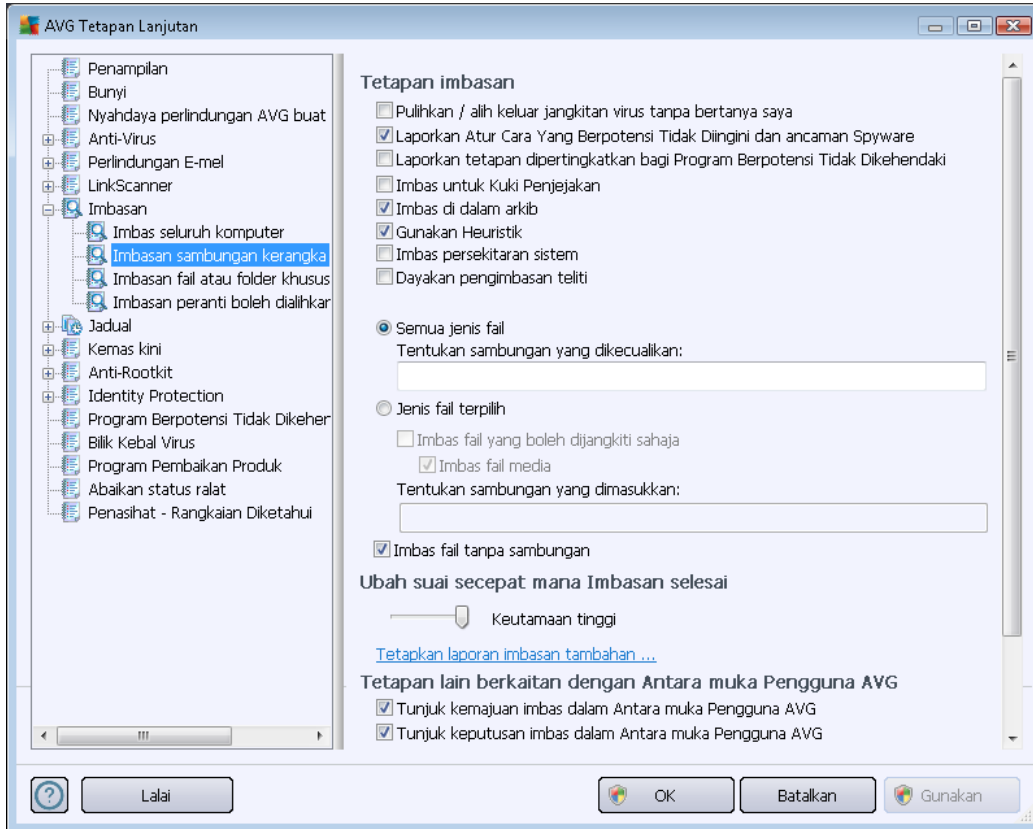 AVG Tetapan Lanjutan
Penampilan
Bunyi
Nyahdaya perlindungan AVG buat
Anti-Virus
Perlindungan E-mel
LinkScanner
Imbasan
Imbas seluruh komputer
Imbasan sambungan kerangka
Imbasan fail atau folder khusus
Imbasan peranti boleh dialihkan
Jadual
Kemas kini
Anti-Rootkit
Identity Protection
Program Berpotensi Tidak Dikehen
Bilik Kebal Virus
Program Pembaikan Produk
Abaikan status ralat
Penasihat - Rangkaian Diketahui
Tetapan imbasan
Pulihkan / alih keluar jangkitan virus tanpa bertanya saya
Laporkan Atur Cara Yang Berpotensi Tidak Diingini dan ancaman Spyware
Laporkan tetapan dipertingkatkan bagi Program Berpotensi Tidak Dikehendaki
Imbas untuk Kuki Penjejakan
Imbas di dalam arkib
Gunakan Heuristik
Imbas persekitaran sistem
Dayakan pengimbasan teliti
Semua jenis fail
Tentukan sambungan yang dikecualikan:
Jenis fail terpilih
Imbas fail yang boleh dijangkiti sahaja
Imbas fail media
Tentukan sambungan yang dimasukkan:
Imbas fail tanpa sambungan
Ubah suai secepat mana Imbasan selesai
Keutamaan tinggi
Tetapkan laporan imbasan tambahan ...
Tetapan lain berkaitan dengan Antara muka Pengguna AVG
Tunjuk kemajuan imbas dalam Antara muka Pengguna AVG
Tunjuk keputusan imbas dalam Antara muka Pengguna AVG
Lalai
OK
Batalkan
Gunakan